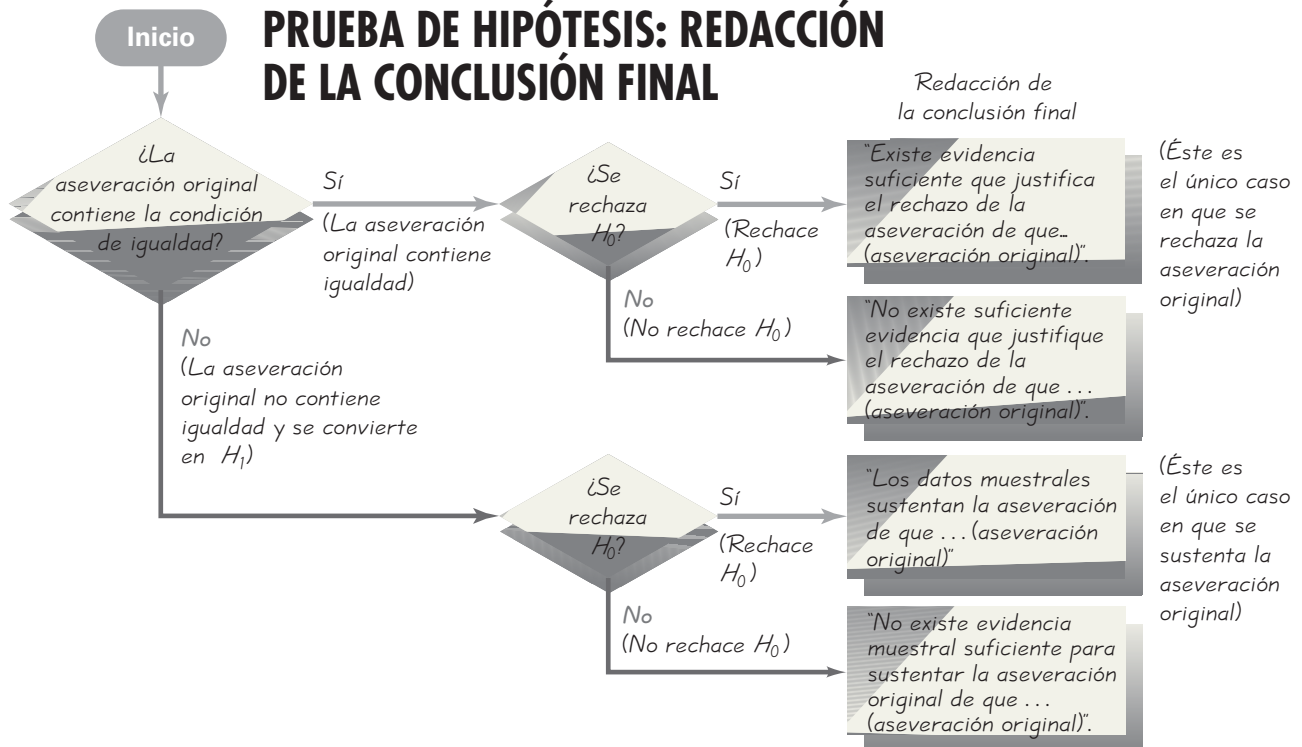 Inicio
PRUEBA DE HIPÓTESIS: REDACCIÓN
DE LA CONCLUSIÓN FINAL
¿La
aseveración original
contiene la condición
de igualdad?
Sí
(La aseveración
original contiene
igualdad)
¿Se
rechaza
H0?
Sí
(Rechace
H0)
No
(No rechace H0)
Redacción de
la conclusión final
"Existe evidencia
suficiente que justifica
el rechazo de la
aseveración de que...
(aseveración original)".
(Éste es
el único caso
en que se
rechaza la
aseveración
original)
"No existe suficiente
evidencia que justifique
el rechazo de la
aseveración de que ...
(aseveración original)".
No
(La aseveración
original no contiene
igualdad y se convierte
en H1)
¿Se
rechaza
H0?
Sí
(Rechace
H0)
No
(No rechace H0)
"Los datos muestrales
sustentan la aseveración
de que ... (aseveración
original)"
(Éste es
el único caso
en que se
sustenta la
aseveración
original)
"No existe evidencia
muestral suficiente para
sustentar la aseveración
original de que ...
(aseveración original)".